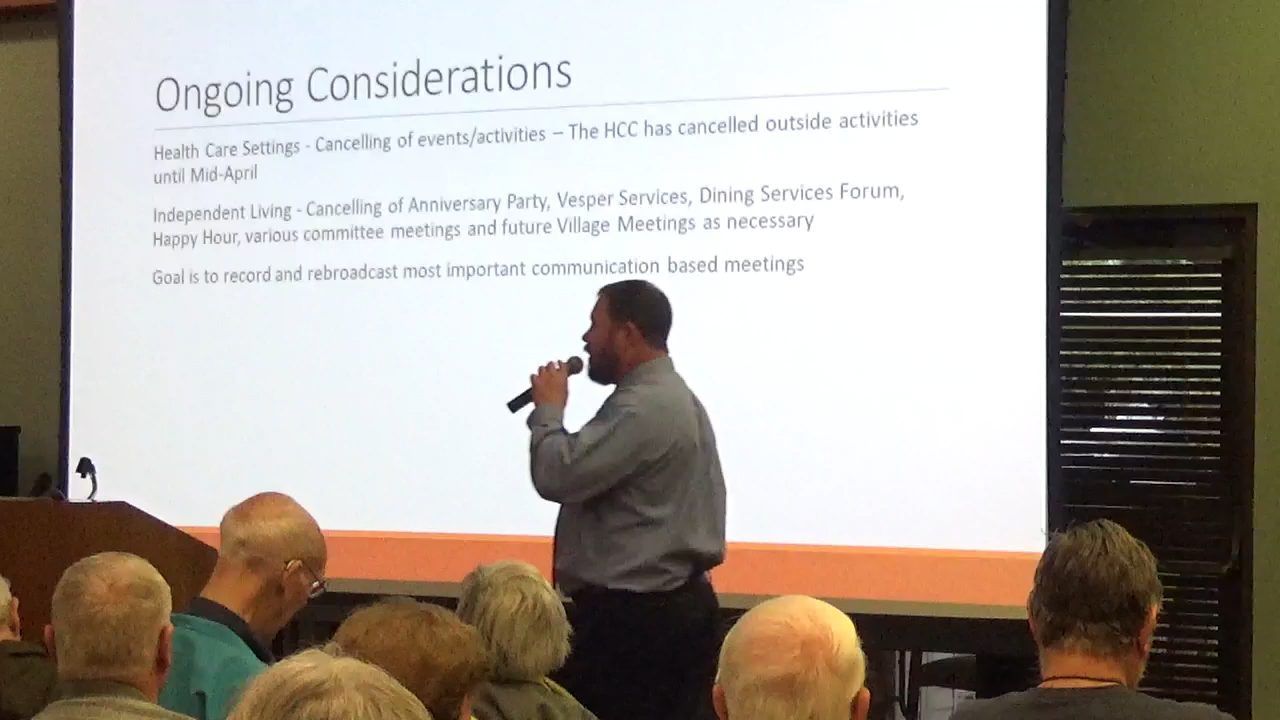 Ongoing Considerations
Health Care Settings - Cancelling of events/activities – The HCC has cancelled outside activities
until Mid-April
Independent Living - Cancelling of Anniversary Party, Vesper Services, Dining Services Forum,
Happy Hour, various committee meetings and future Village Meetings as necessary
Goal is to record and rebroadcast most important communication based meetings